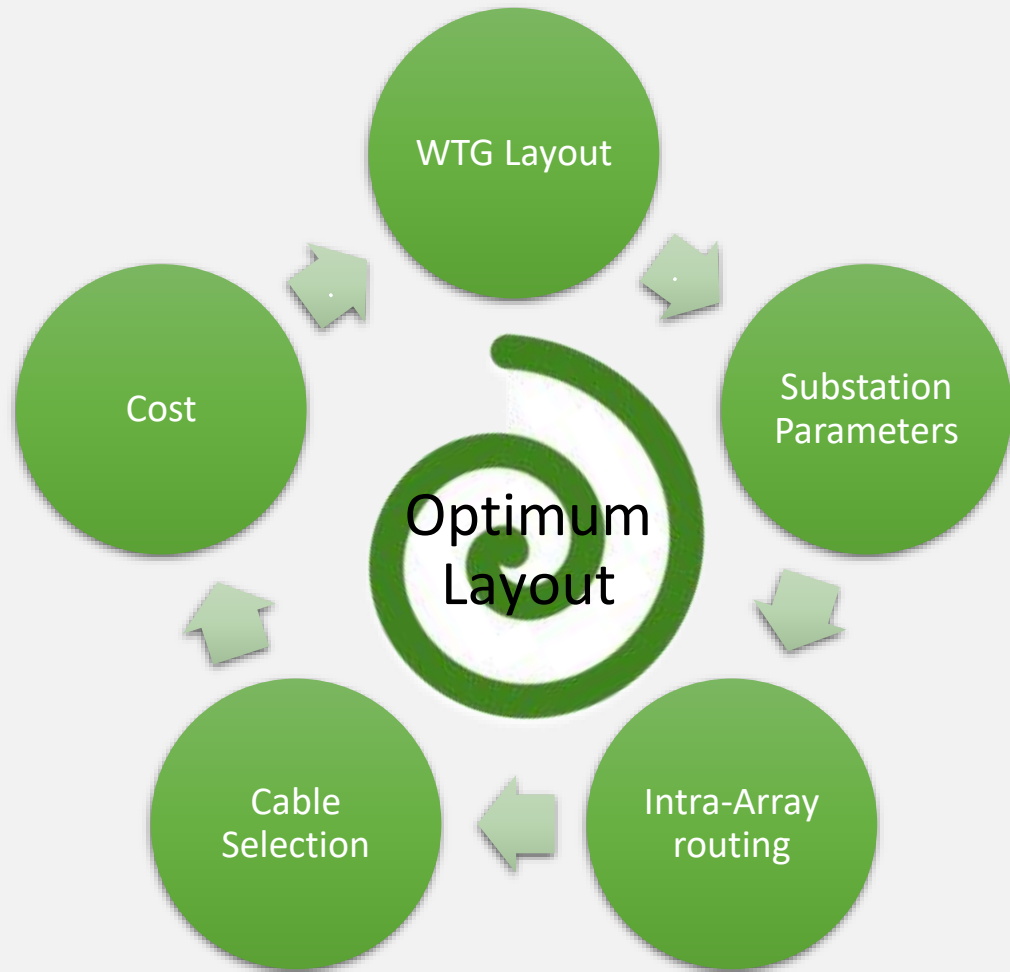 WTG Layout
Substation
Parameters
Intra-Array
routing
Cable
Selection
Cost
Optimum
Layout
.
.